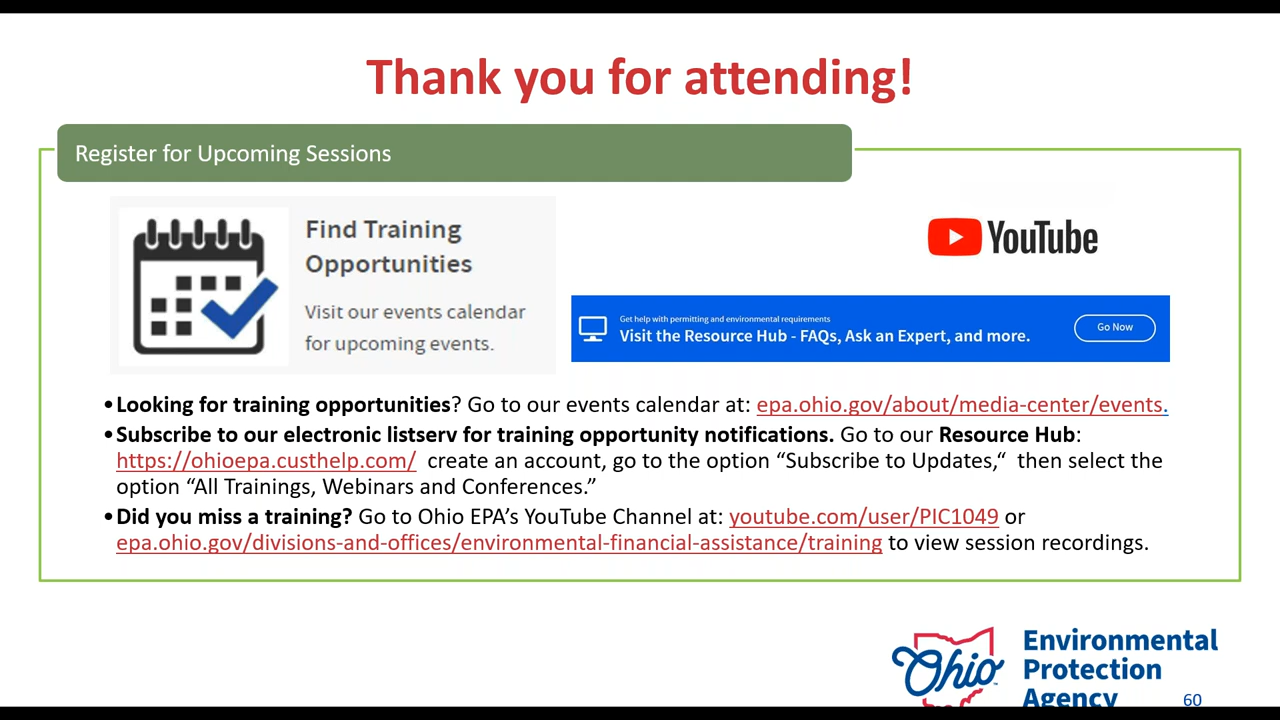 Thank you for attending!
Register for Upcoming Sessions
Find Training
Opportunities
Visit our events calendar
for upcoming events.
YouTube
Get help with permitting and environmental requirements
Visit the Resource Hub - FAQs, Ask an Expert, and more.
Go Now
•Looking for training opportunities? Go to our events calendar at: epa.ohio.gov/about/media-center/events.
•Subscribe to our electronic listserv for training opportunity notifications. Go to our Resource Hub:
https://ohioepa.custhelp.com/ create an account, go to the option “Subscribe to Updates,“ then select the
option “All Trainings, Webinars and Conferences.”
•Did you miss a training? Go to Ohio EPA’s YouTube Channel at: youtube.com/user/PIC1049 or
epa.ohio.gov/divisions-and-offices/environmental-financial-assistance/training to view session recordings.
Ohio
Environmental
Protection
Agency
60